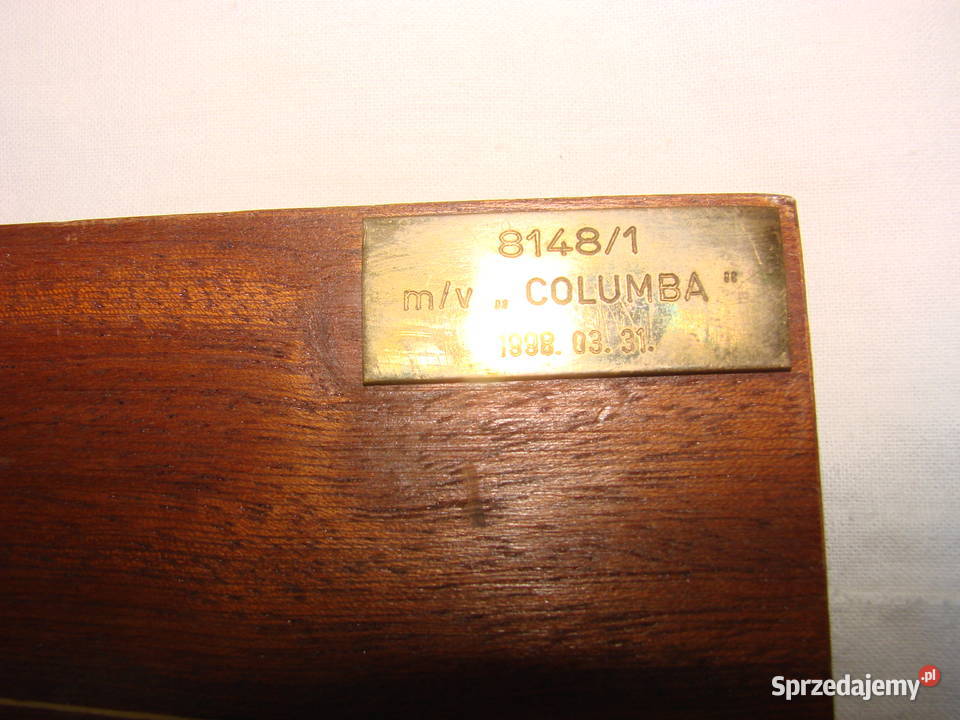 8148/1
m/v „ COLUMBA "
1998. 03. 31.
Sprzedajemy.pl